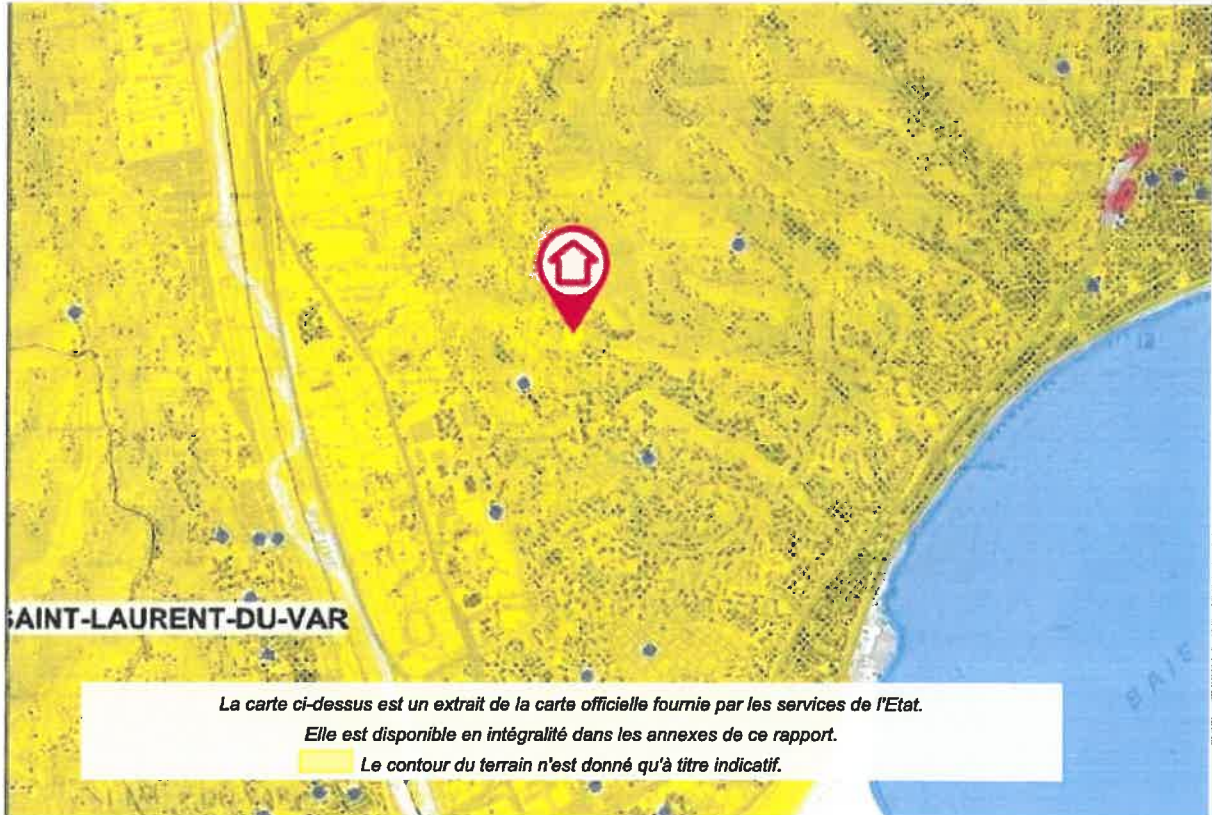 SAINT-LAURENT-DU-VAR
BAIE
La carte ci-dessus est un extrait de la carte officielle fournie par les services de l'Etat.
Elle est disponible en intégralité dans les annexes de ce rapport.
Le contour du terrain n'est donné qu'à titre indicatif.